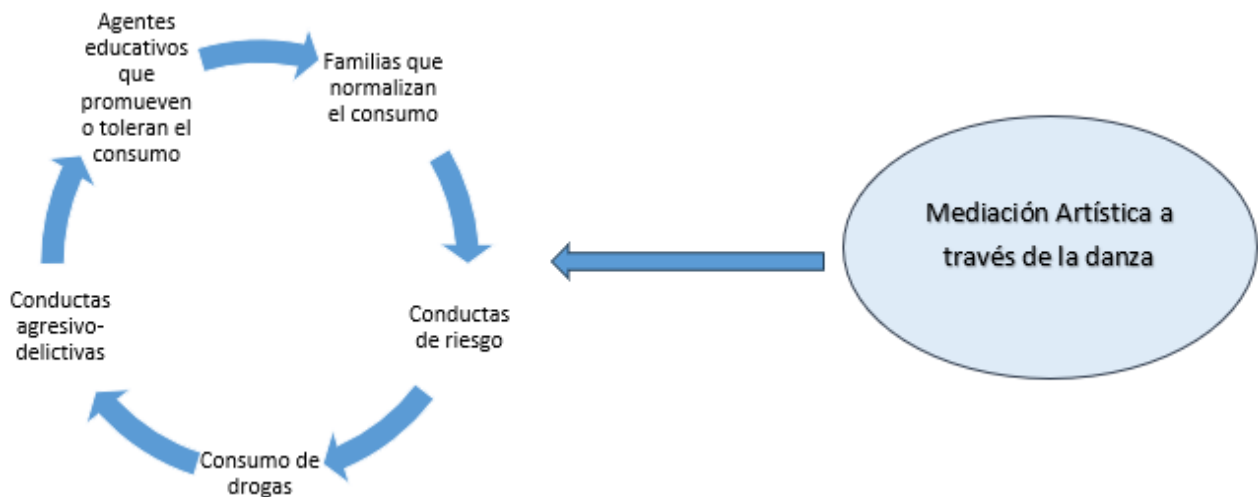 Agentes
educativos
que
promueven
o toleran el
consumo
Familias que
normalizan
el consumo
Conductas
de riesgo
Consumo de
drogas
Conductas
agresivo-
delictivas
Mediación Artística a
través de la danza